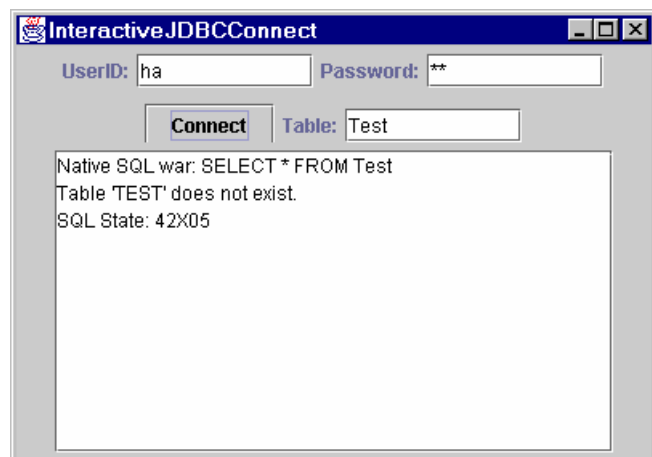 InteractiveJDBCConnect
UserID: ha Password: **
Connect Table: Test
Native SQL war: SELECT * FROM Test
Table 'TEST' does not exist.
SQL State: 42X05